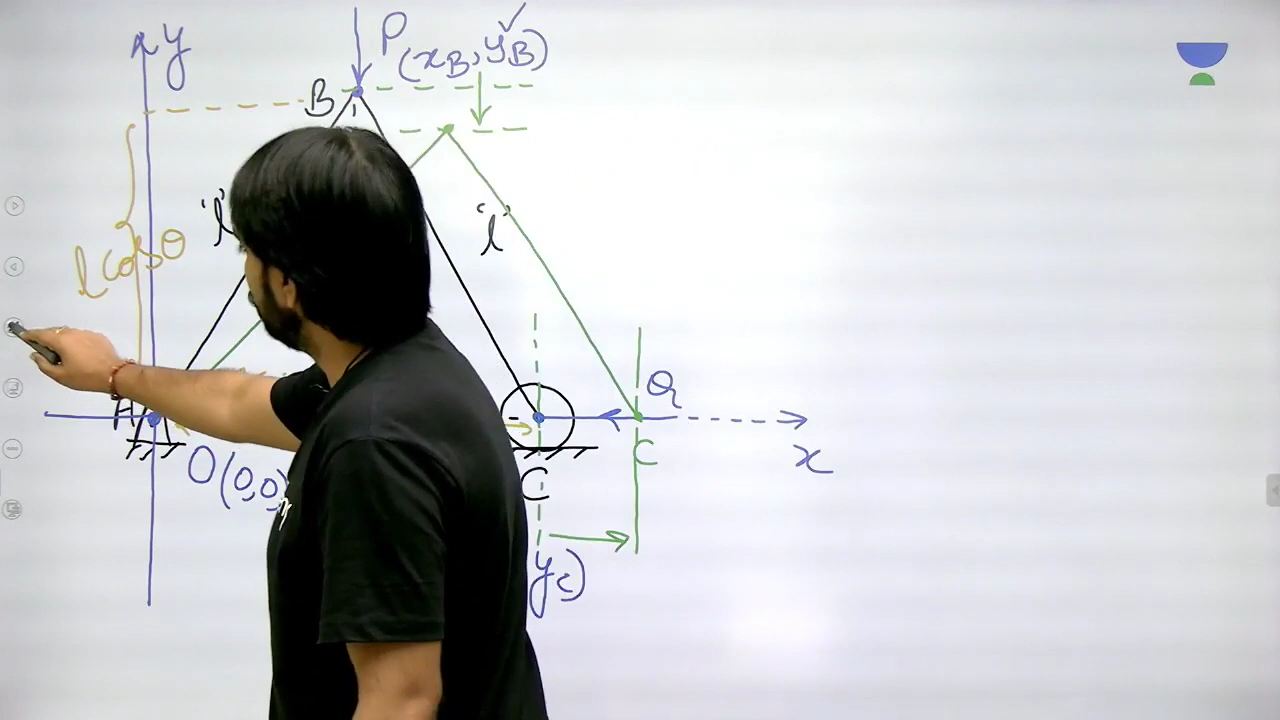 y
P
(xB, yB)
B
'l'
'l'
l cosθ
A
Q
x
O(0,0)
C
C
yc)